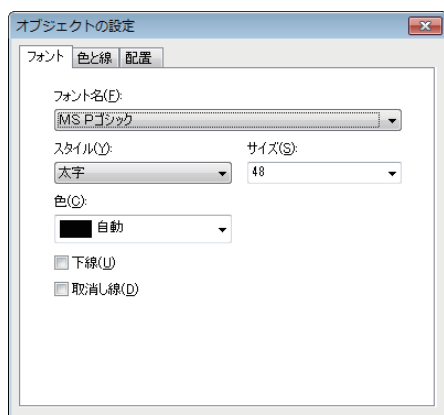 オブジェクトの設定
フォント 色と線 配置
フォント名(F):
MS Pゴシック
スタイル(Y): サイズ(S):
太字 48
色(C):
自動
下線(U)
取消し線(D)